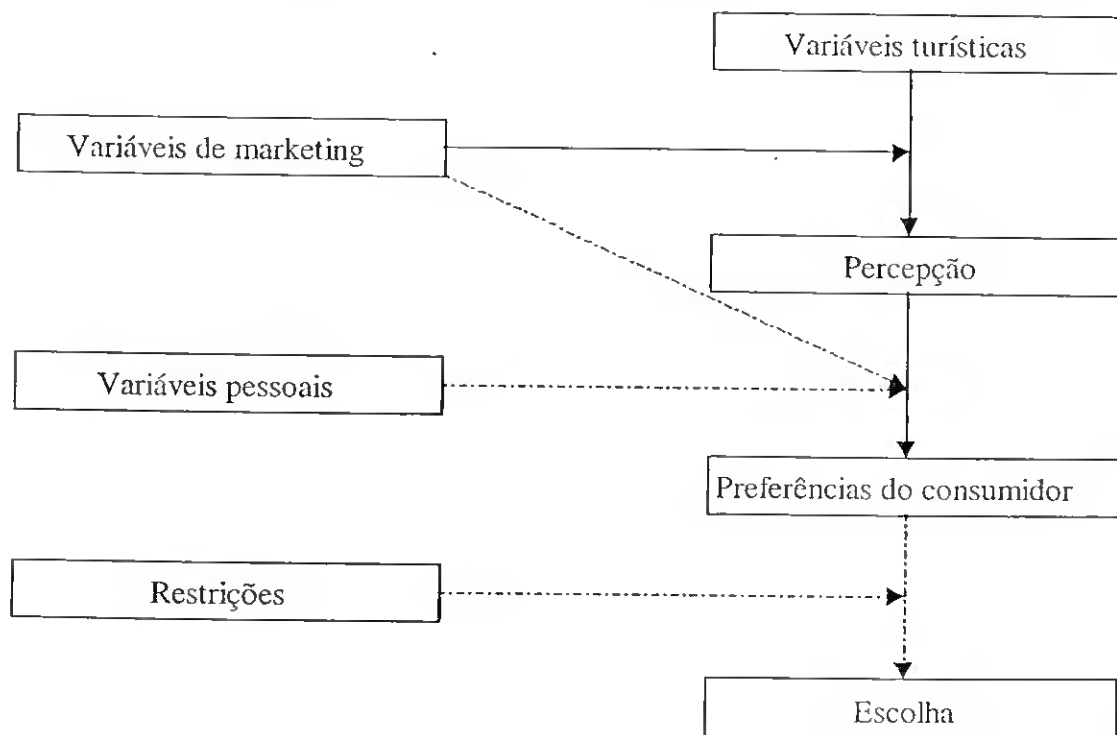 Variáveis turísticas
Variáveis de marketing
Percepção
Variáveis pessoais
Preferências do consumidor
Restrições
Escolha